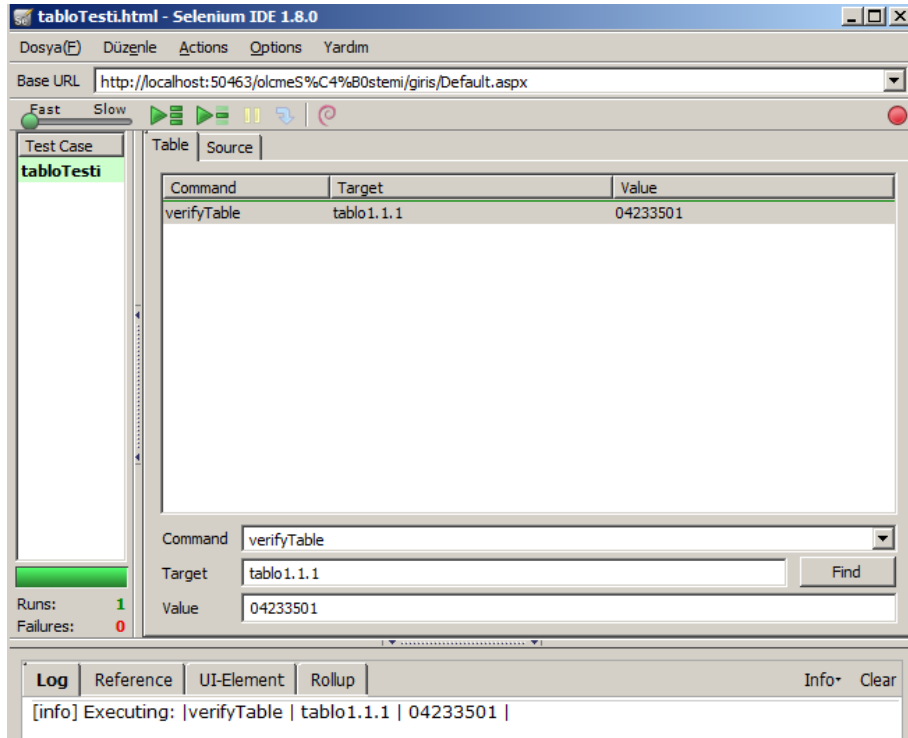 tabloTesti.html - Selenium IDE 1.8.0
Dosya(F) Düzenle Actions Options Yardım
Base URL http://localhost:50463/olcmeS%C4%B0stemi/giris/Default.aspx
Fast Slow
Test Case
tabloTesti
Table Source
Command Target Value
verifyTable tablo1.1.1 04233501
Command verifyTable
Target tablo1.1.1 Find
Value 04233501
Runs: 1
Failures: 0
Log Reference UI-Element Rollup Info Clear
[info] Executing: |verifyTable | tablo1.1.1 | 04233501 |